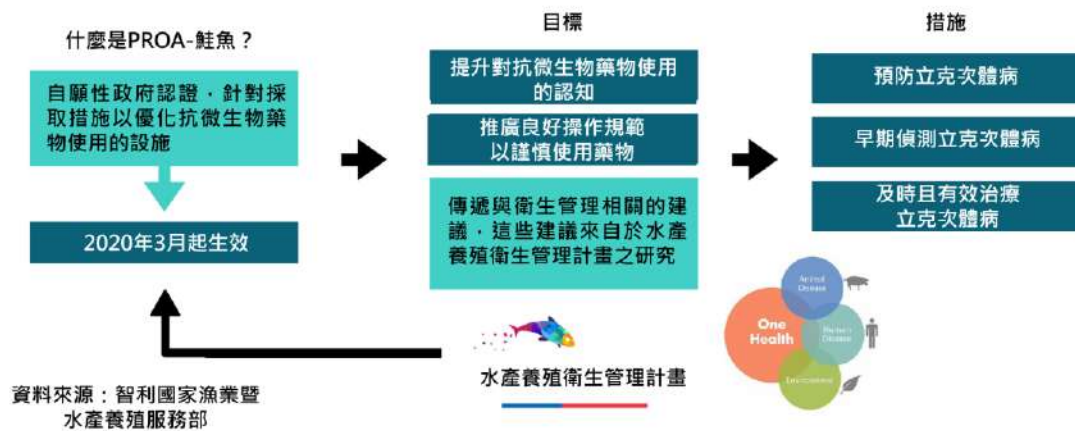 什麼是PROA-鮭魚？
自願性政府認證，針對採
取措施以優化抗微生物藥
物使用的設施
2020年3月起生效
目標
提升對抗微生物藥物使用
的認知
推廣良好操作規範
以謹慎使用藥物
傳遞與衛生管理相關的建
議，這些建議來自於水產
養殖衛生管理計畫之研究
措施
預防立克次體病
早期偵測立克次體病
及時且有效治療
立克次體病
Animal
Disease
One
Health
Human
Disease
Environment
水產養殖衛生管理計畫
資料來源：智利國家漁業暨
水產養殖服務部